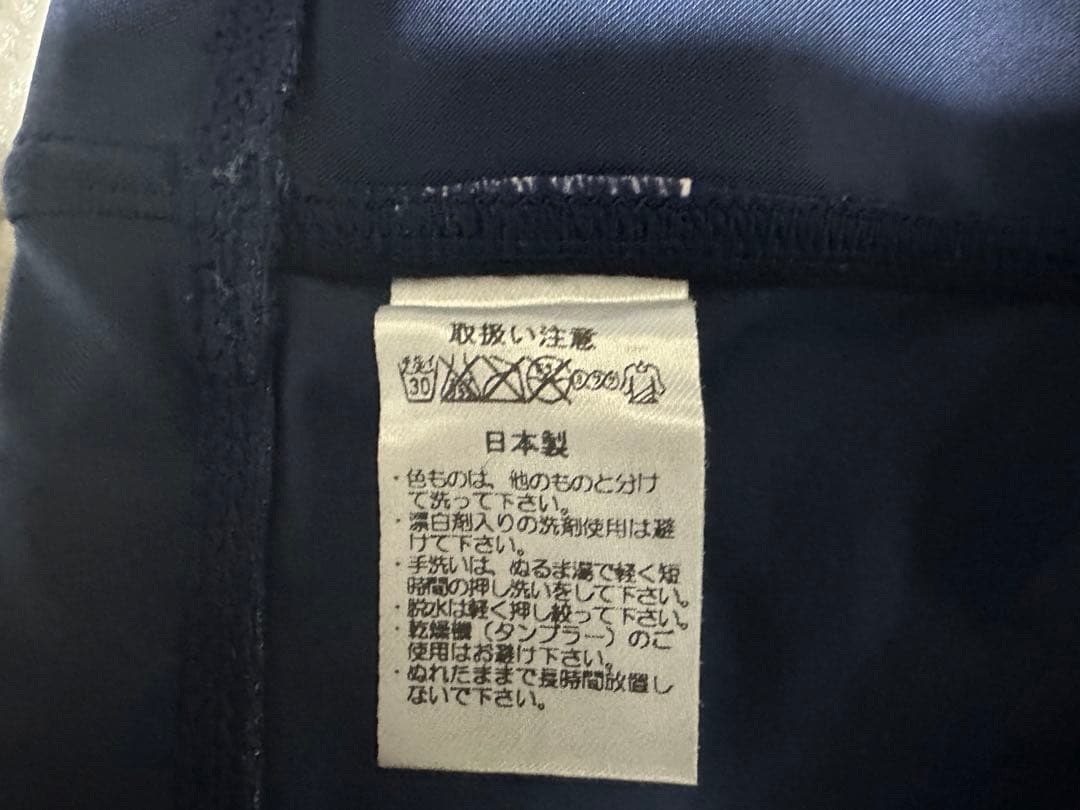 取扱い注意
手洗イ 30
日本製
・色ものは、他のものと分け
て洗って下さい。
・漂白剤入りの洗剤使用は避
けて下さい。
・手洗いは、ぬるま湯で軽く短
時間の押し洗いをして下さい。
・脱水は軽く押し絞って下さい。
・乾燥機（タンブラー）のご
使用はお避け下さい。
・ぬれたままで長時間放置し
ないで下さい。